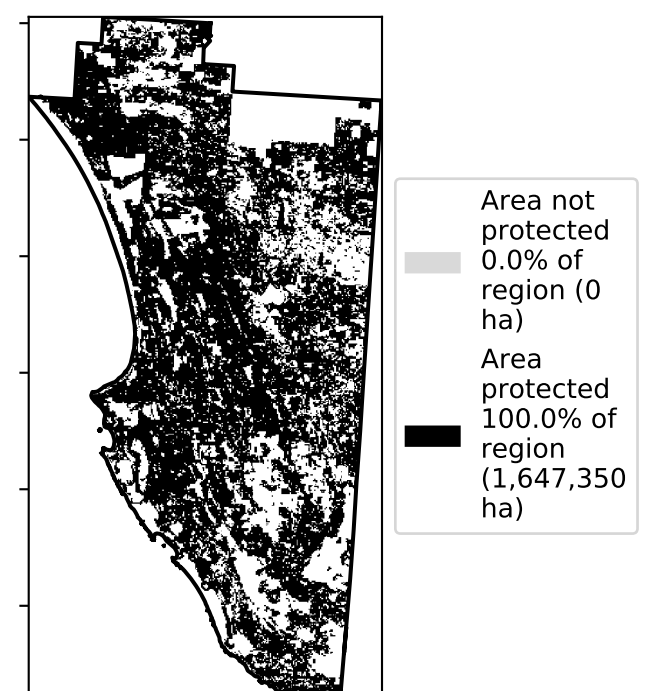 Area not
protected
0.0% of
region (0
ha)
Area
protected
100.0% of
region
(1,647,350
ha)